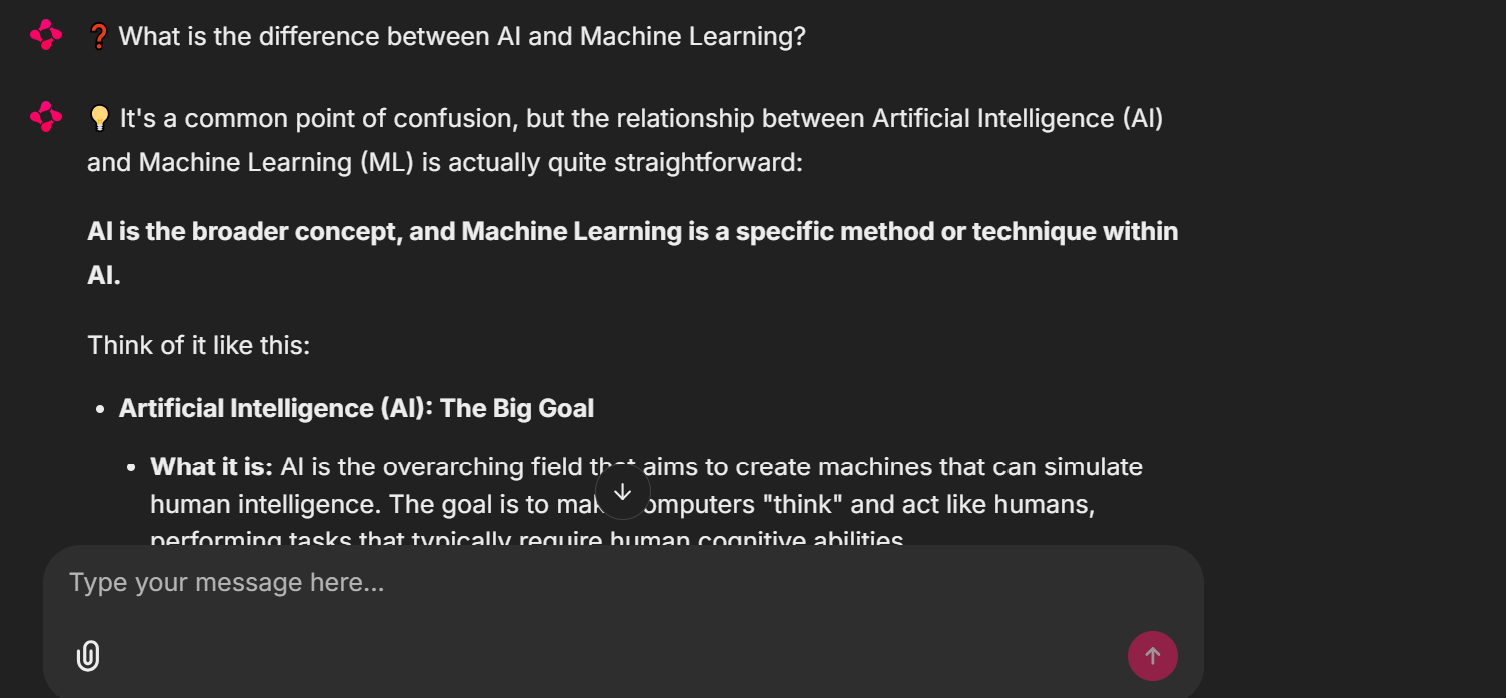 ❓ What is the difference between AI and Machine Learning?
💡 It's a common point of confusion, but the relationship between Artificial Intelligence (AI)
and Machine Learning (ML) is actually quite straightforward:
AI is the broader concept, and Machine Learning is a specific method or technique within
AI.
Think of it like this:
• Artificial Intelligence (AI): The Big Goal
• What it is: AI is the overarching field that aims to create machines that can simulate
human intelligence. The goal is to make computers "think" and act like humans,
performing tasks that typically require human cognitive abilities.
Type your message here...